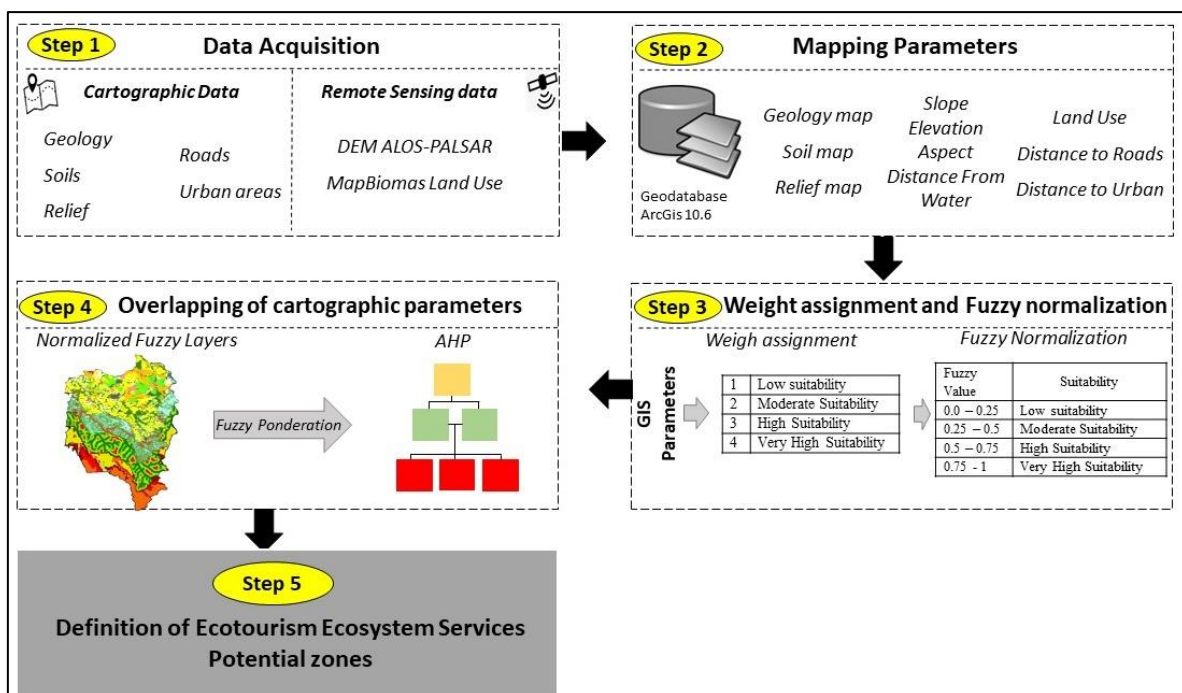 Step 1
Data Acquisition
Cartographic Data
Geology
Soils
Relief
Roads
Urban areas
Remote Sensing data
DEM ALOS-PALSAR
MapBiomas Land Use
Step 2
Mapping Parameters
Geodatabase
ArcGis 10.6
Geology map
Soil map
Relief map
Slope
Elevation
Aspect
Distance From
Water
Land Use
Distance to Roads
Distance to Urban
Step 3
Weight assignment and Fuzzy normalization
GIS
Parameters
Weigh assignment
1 Low suitability
2 Moderate Suitability
3 High Suitability
4 Very High Suitability
Fuzzy Normalization
Fuzzy
Value
Suitability
0.0 – 0.25 Low suitability
0.25 – 0.5 Moderate Suitability
0.5 – 0.75 High Suitability
0.75 - 1 Very High Suitability
Step 4
Overlapping of cartographic parameters
Normalized Fuzzy Layers
Fuzzy Ponderation
AHP
Step 5
Definition of Ecotourism Ecosystem Services
Potential zones